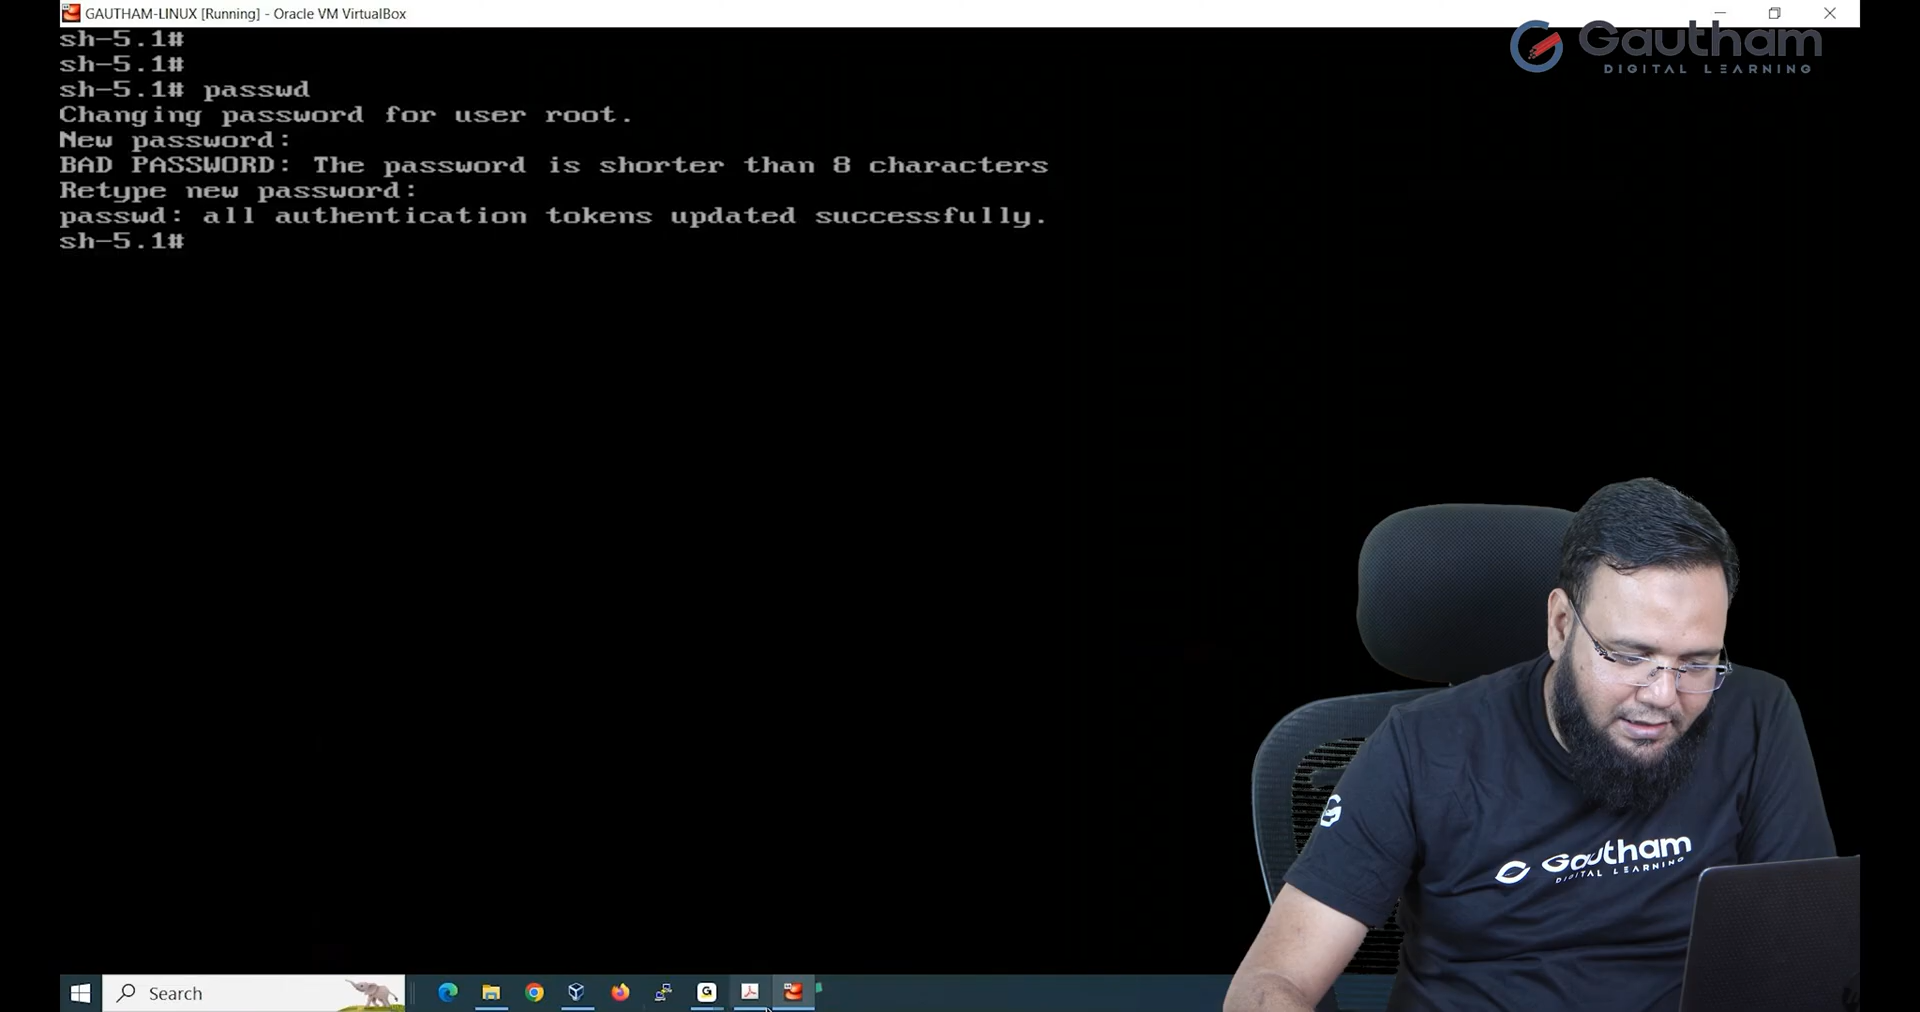 GAUTHAM-LINUX [Running] - Oracle VM VirtualBox
Gautham
DIGITAL LEARNING
sh-5.1#
sh-5.1#
sh-5.1# passwd
Changing password for user root.
New password:
BAD PASSWORD: The password is shorter than 8 characters
Retype new password:
passwd: all authentication tokens updated successfully.
sh-5.1#
G
Gautham
DIGITAL LEARNING
Search
G